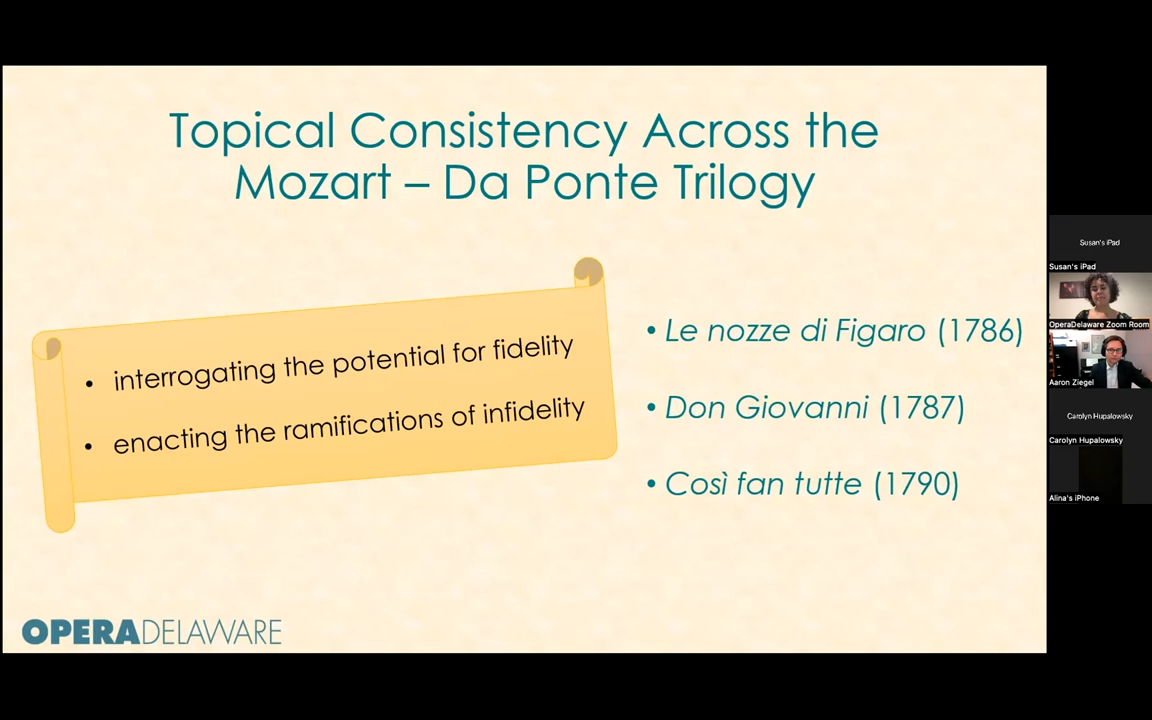 Topical Consistency Across the
Mozart – Da Ponte Trilogy
• interrogating the potential for fidelity
• enacting the ramifications of infidelity
• Le nozze di Figaro (1786)
• Don Giovanni (1787)
• Così fan tutte (1790)
OPERADELAWARE
Susan's iPad
Susan's iPad
OperaDelaware Zoom Room
Aaron Ziegel
Carolyn Hupalowsky
Carolyn Hupalowsky
Alina's iPhone